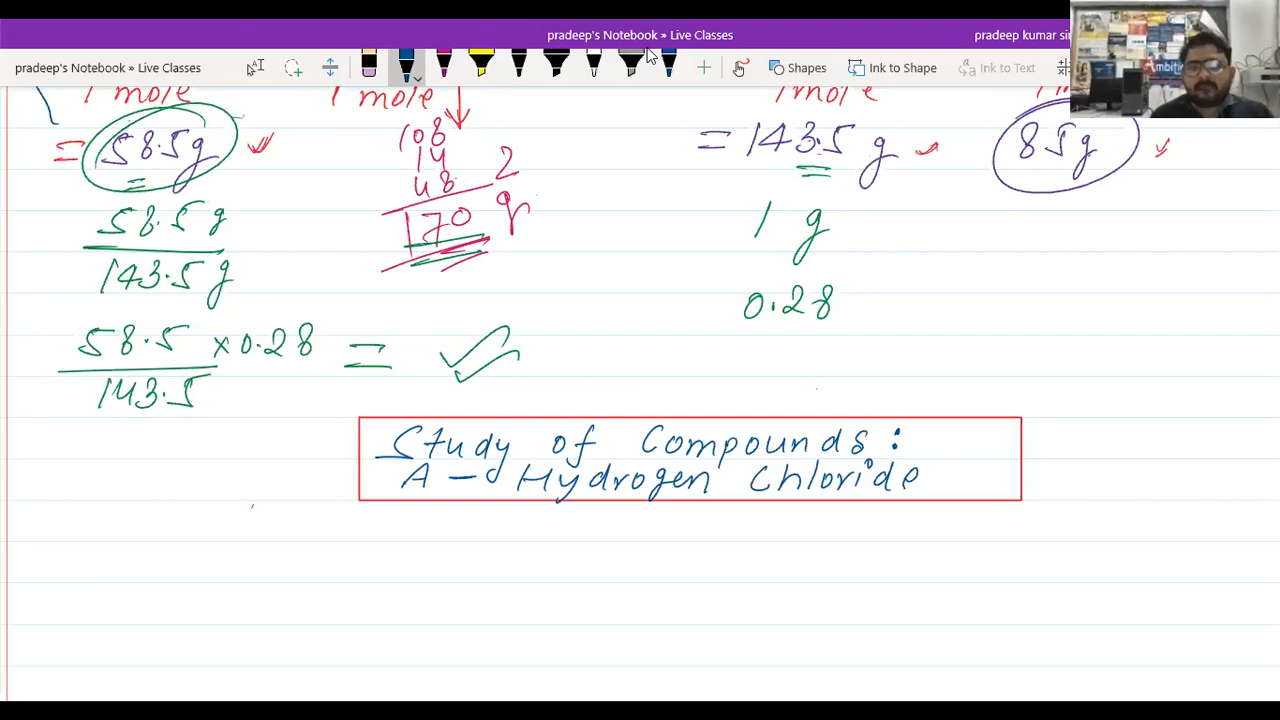 pradeep's Notebook » Live Classes
pradeep kumar si
pradeep's Notebook » Live Classes
Shapes
Ink to Shape
Ink to Text
Ambition
1 mole
1 mole
1 mole
= 58.5g
108
14
48
170 g
= 143.5 g
85g
58.5 g
143.5 g
1 g
0.28
58.5 × 0.28 =
143.5
Study of Compounds:
A - Hydrogen Chloride